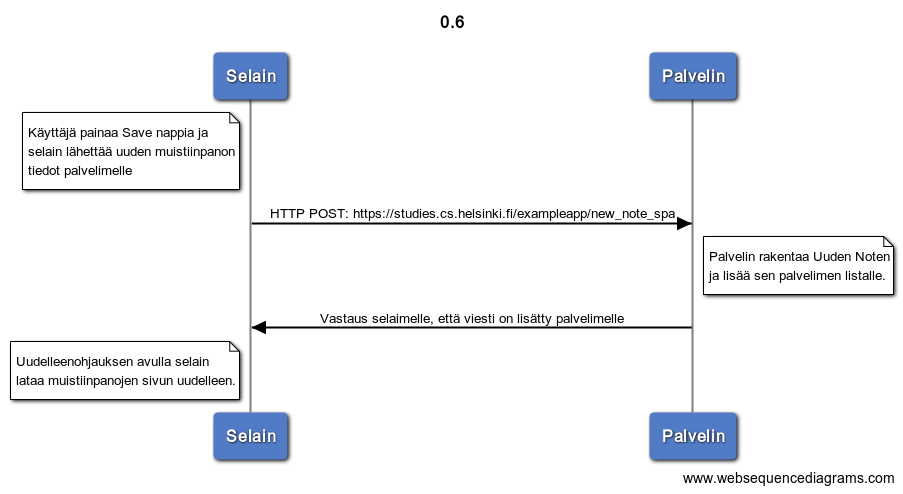 0.6
Selain
Palvelin
Käyttäjä painaa Save nappia ja
selain lähettää uuden muistiinpanon
tiedot palvelimelle
HTTP POST: https://studies.cs.helsinki.fi/exampleapp/new_note_spa
Palvelin rakentaa Uuden Noten
ja lisää sen palvelimen listalle.
Vastaus selaimelle, että viesti on lisätty palvelimelle
Uudelleenohjauksen avulla selain
lataa muistiinpanojen sivun uudelleen.
Selain
Palvelin
www.websequencediagrams.com